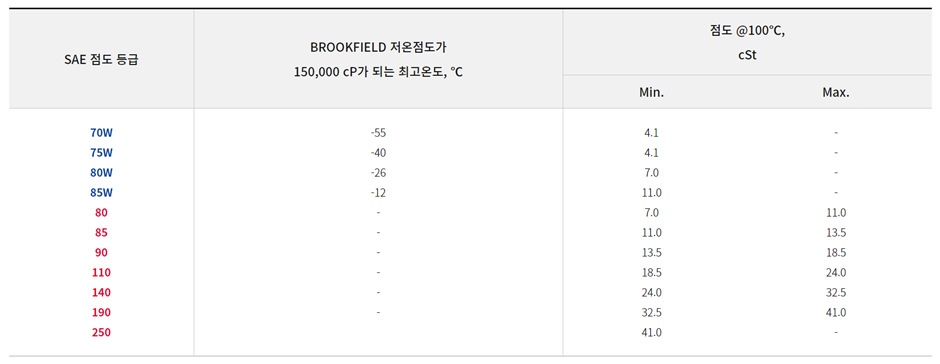 SAE 점도 등급
BROOKFIELD 저온점도가
150,000 cP가 되는 최고온도, ℃
점도 @100℃,
cSt
Min. Max.
70W -55 4.1 -
75W -40 4.1 -
80W -26 7.0 -
85W -12 11.0 -
80 - 7.0 11.0
85 - 11.0 13.5
90 - 13.5 18.5
110 - 18.5 24.0
140 - 24.0 32.5
190 - 32.5 41.0
250 41.0 -